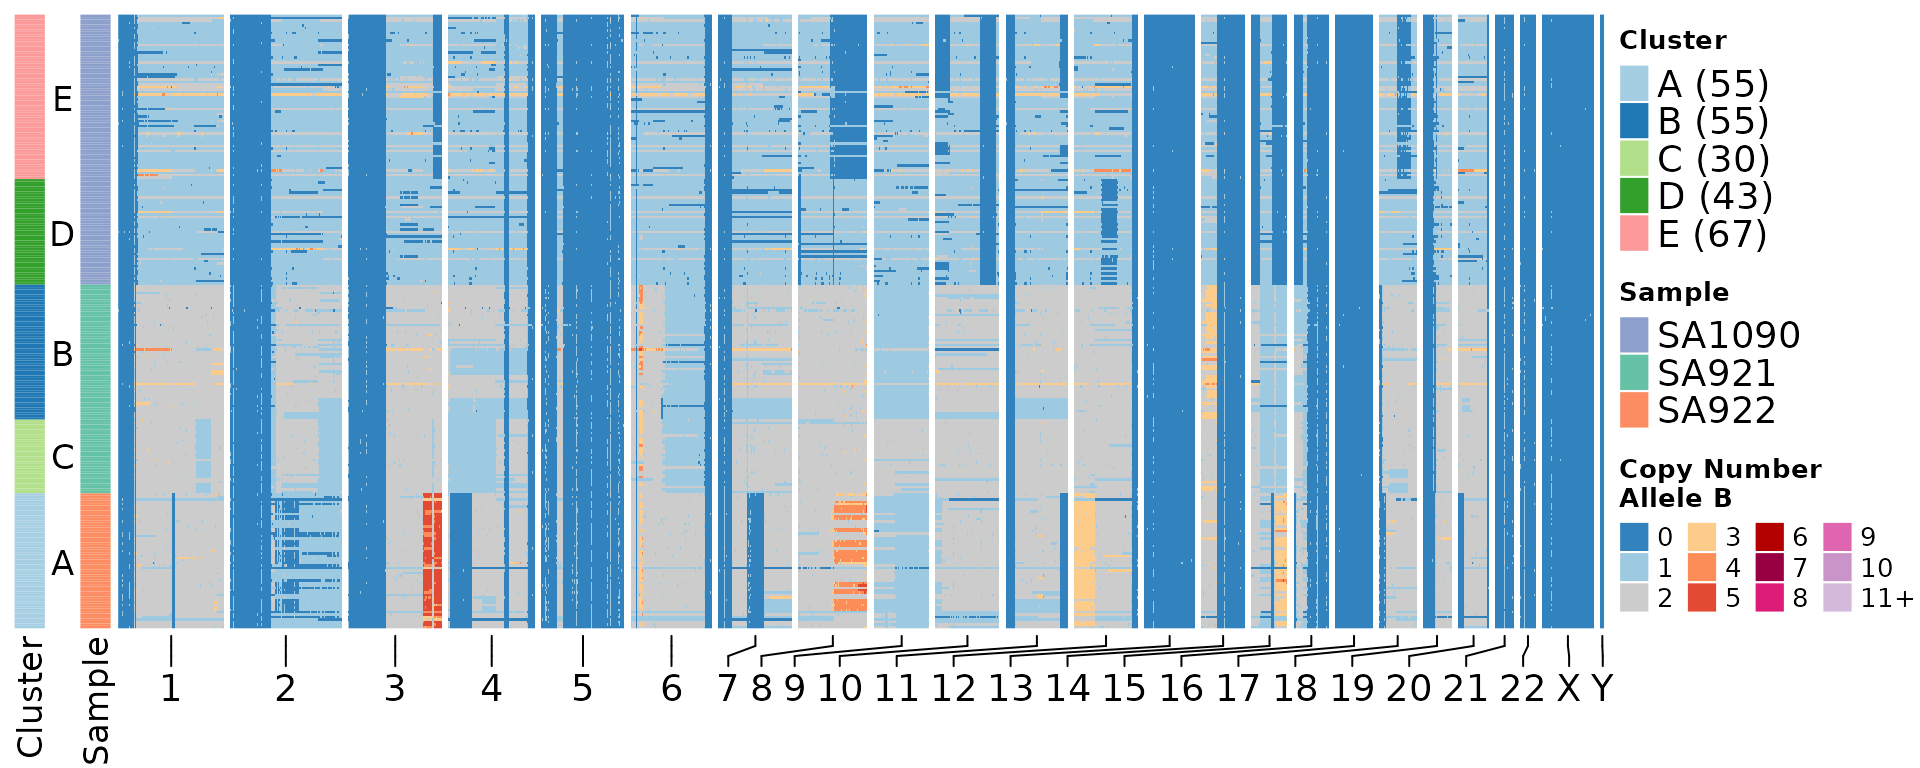 E
D
B
C
A
Cluster
Sample
1 2 3 4 5 6 7 8 9 10 11 12 13 14 15 16 17 18 19 20 21 22 X Y
Cluster
A (55)
B (55)
C (30)
D (43)
E (67)
Sample
SA1090
SA921
SA922
Copy Number
Allele B
0 3 6 9
1 4 7 10
2 5 8 11+